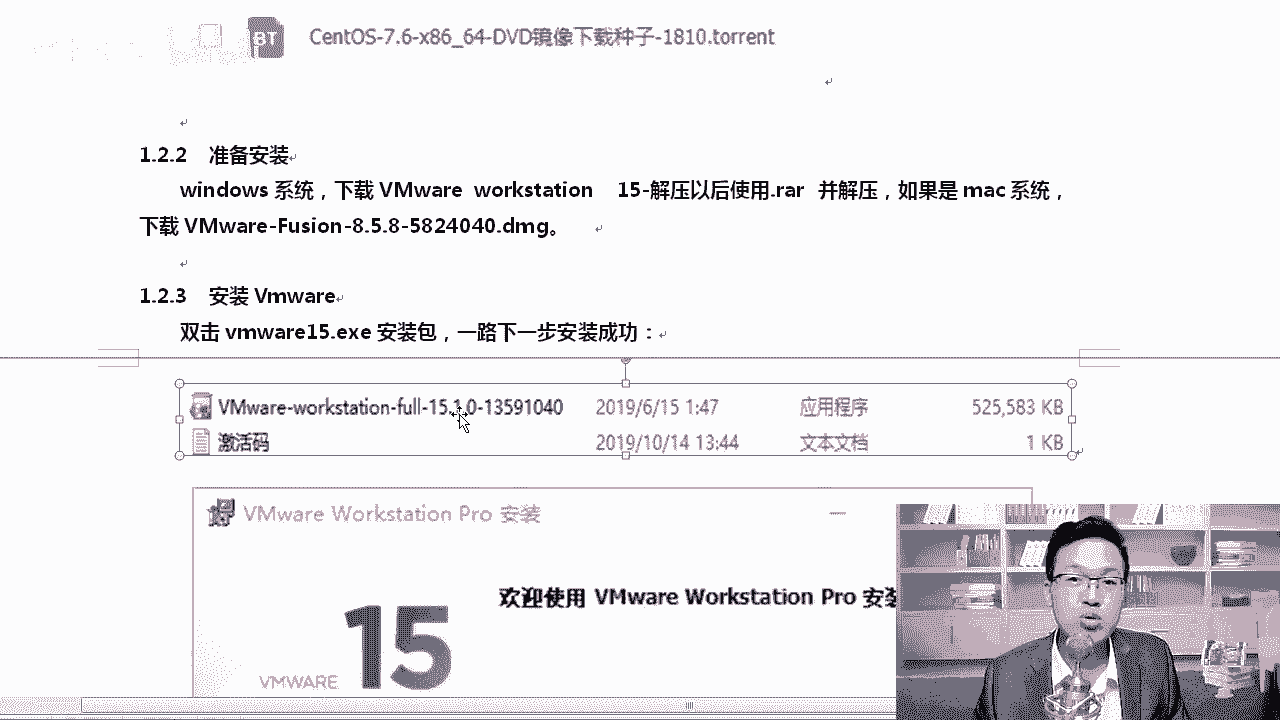 BT CentOS-7.6-x86_64-DVD镜像下载种子-1810.torrent
1.2.2 准备安装
windows 系统，下载 VMware workstation 15-解压以后使用.rar 并解压，如果是 mac 系统，
下载 VMware-Fusion-8.5.8-5824040.dmg。
1.2.3 安装 Vmware
双击 vmware15.exe 安装包，一路下一步安装成功：
VMware-workstation-full-15.1.0-13591040 2019/6/15 1:47 应用程序 525,583 KB
激活码 2019/10/14 13:44 文本文档 1 KB
VMware Workstation Pro 安装
欢迎使用 VMware Workstation Pro 安装
15
VMWARE